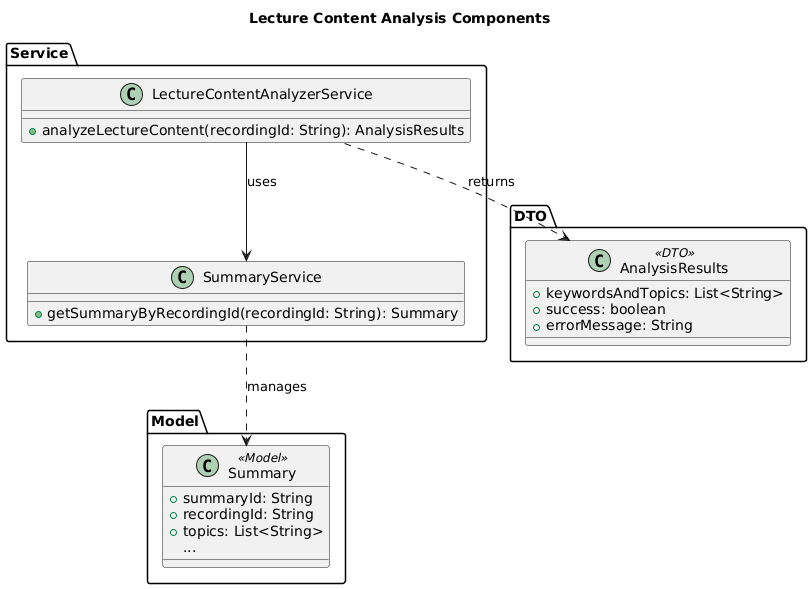 Lecture Content Analysis Components
Service
C LectureContentAnalyzerService
analyzeLectureContent(recordingId: String): AnalysisResults
uses
returns
DTO
C «DTO»
AnalysisResults
keywordsAndTopics: List<String>
success: boolean
errorMessage: String
C SummaryService
getSummaryByRecordingId(recordingId: String): Summary
manages
Model
C «Model»
Summary
summaryId: String
recordingId: String
topics: List<String>
...